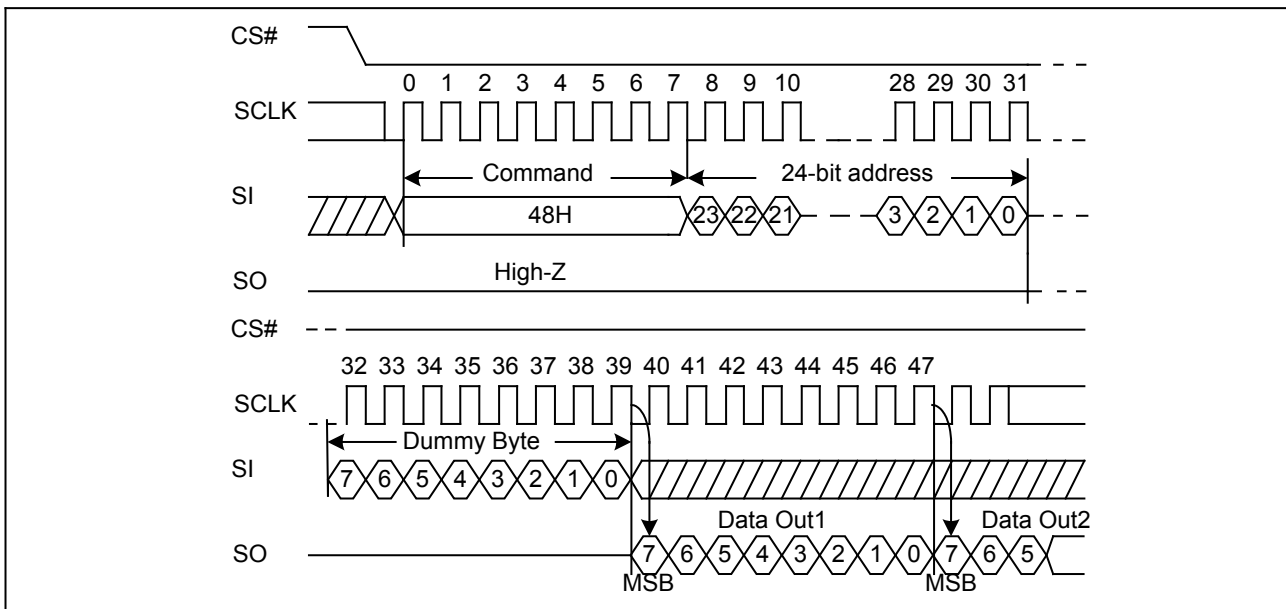 CS#
0 1 2 3 4 5 6 7 8 9 10 28 29 30 31
SCLK
Command 24-bit address
SI
48H 23 22 21 3 2 1 0
High-Z
SO
CS#
32 33 34 35 36 37 38 39 40 41 42 43 44 45 46 47
SCLK
Dummy Byte
SI
7 6 5 4 3 2 1 0
Data Out1 Data Out2
SO
7 6 5 4 3 2 1 0 7 6 5
MSB MSB